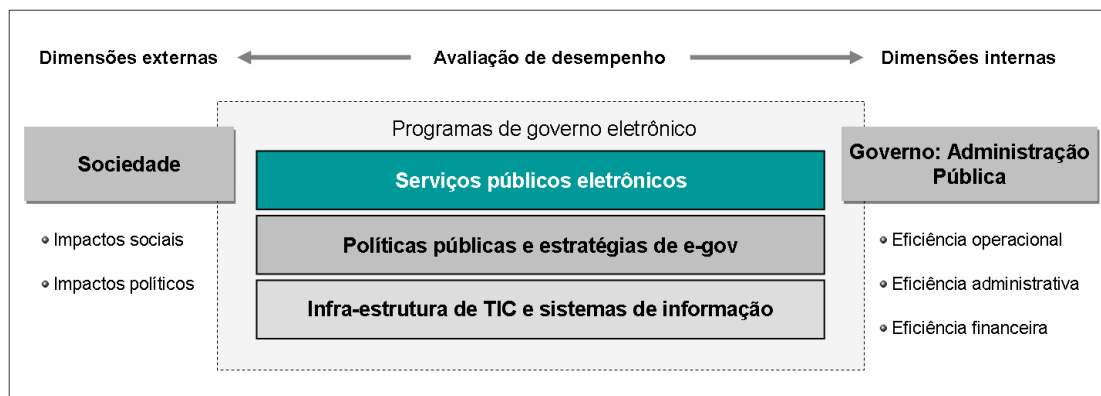 Dimensões externas
Avaliação de desempenho
Dimensões internas
Programas de governo eletrônico
Sociedade
Governo: Administração
Pública
Serviços públicos eletrônicos
Impactos sociais
Políticas públicas e estratégias de e-gov
Eficiência operacional
Impactos políticos
Eficiência administrativa
Infra-estrutura de TIC e sistemas de informação
Eficiência financeira